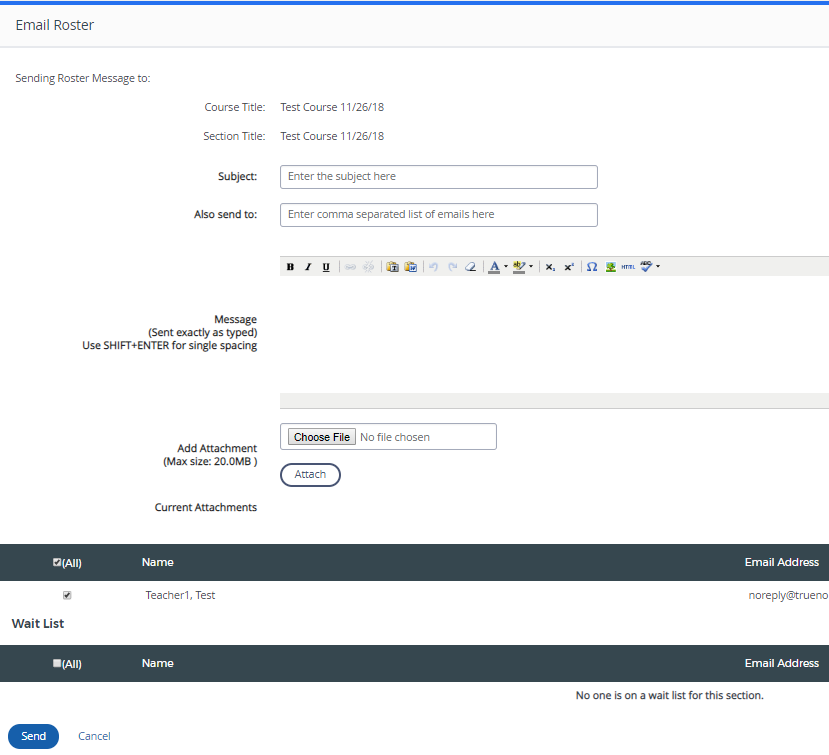 Email Roster
Sending Roster Message to:
Course Title: Test Course 11/26/18
Section Title: Test Course 11/26/18
Subject: Enter the subject here
Also send to: Enter comma separated list of emails here
B I U A ab x, x² Ω HTML ABC
Message
(Sent exactly as typed)
Use SHIFT+ENTER for single spacing
Add Attachment
(Max size: 20.0MB )
Choose File No file chosen
Attach
Current Attachments
(All) Name Email Address
Teacher1, Test noreply@trueno
Wait List
(All) Name Email Address
No one is on a wait list for this section.
Send Cancel